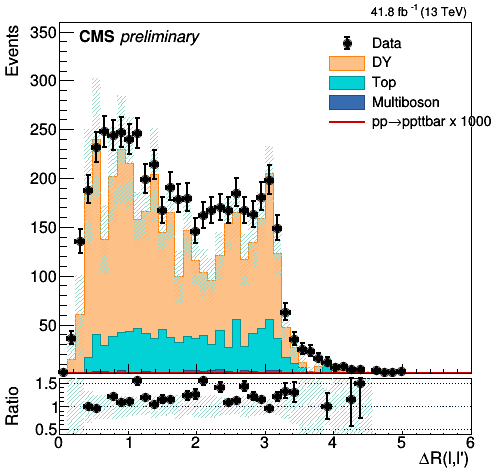 41.8 fb⁻¹ (13 TeV)
CMS preliminary
Events
350
300
250
200
150
100
50
Data
DY
Top
Multiboson
pp→ppttbar x 1000
Ratio
1.5
1
0.5
0 1 2 3 4 5 6
ΔR(l,l')